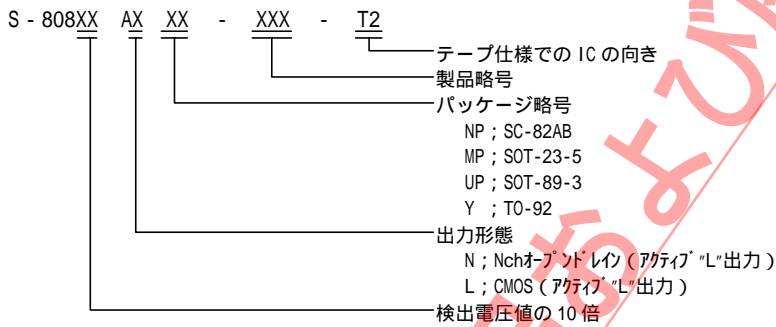 S - 808XX AX XX - XXX - T2
テープ仕様での IC の向き
製品略号
パッケージ略号
NP ; SC-82AB
MP ; SOT-23-5
UP ; SOT-89-3
Y ; TO-92
出力形態
N ; Nchｵｰﾌﾟﾝﾄﾞﾚｲﾝ ( ｱｸﾃｨﾌﾞ "L"出力 )
L ; CMOS ( ｱｸﾃｨﾌﾞ "L"出力 )
検出電圧値の 10 倍